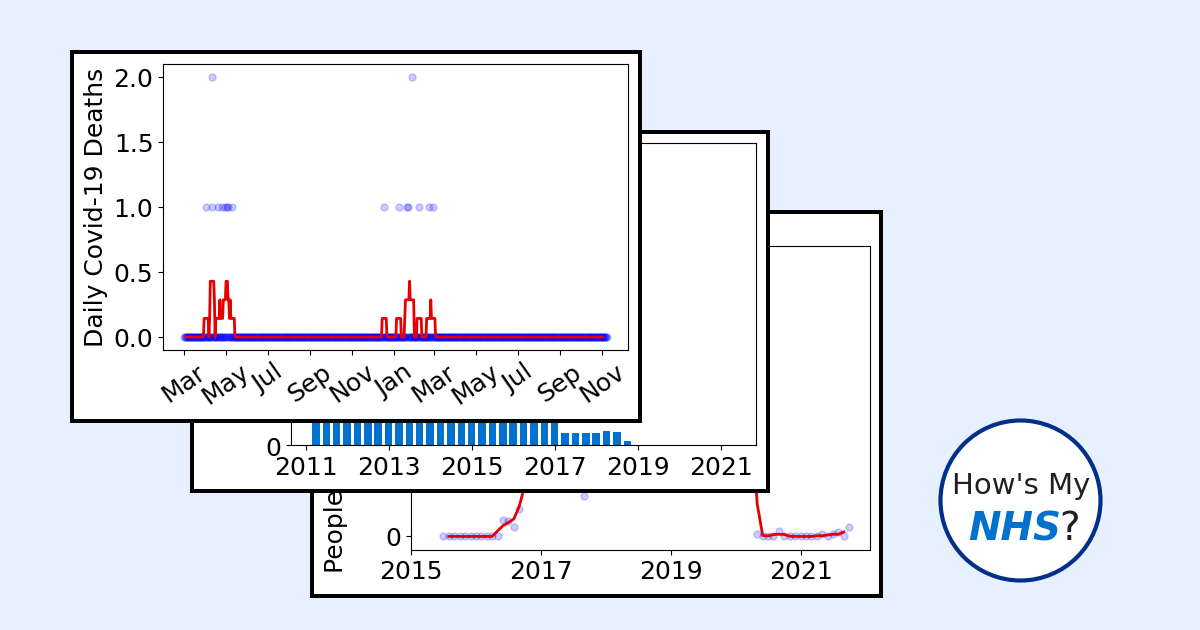 Daily Covid-19 Deaths
2.0
1.5
1.0
0.5
0.0
Mar May Jul Sep Nov Jan Mar May Jul Sep Nov
0
2011 2013 2015 2017 2019 2021
People
0
2015 2017 2019 2021
How's My
NHS?